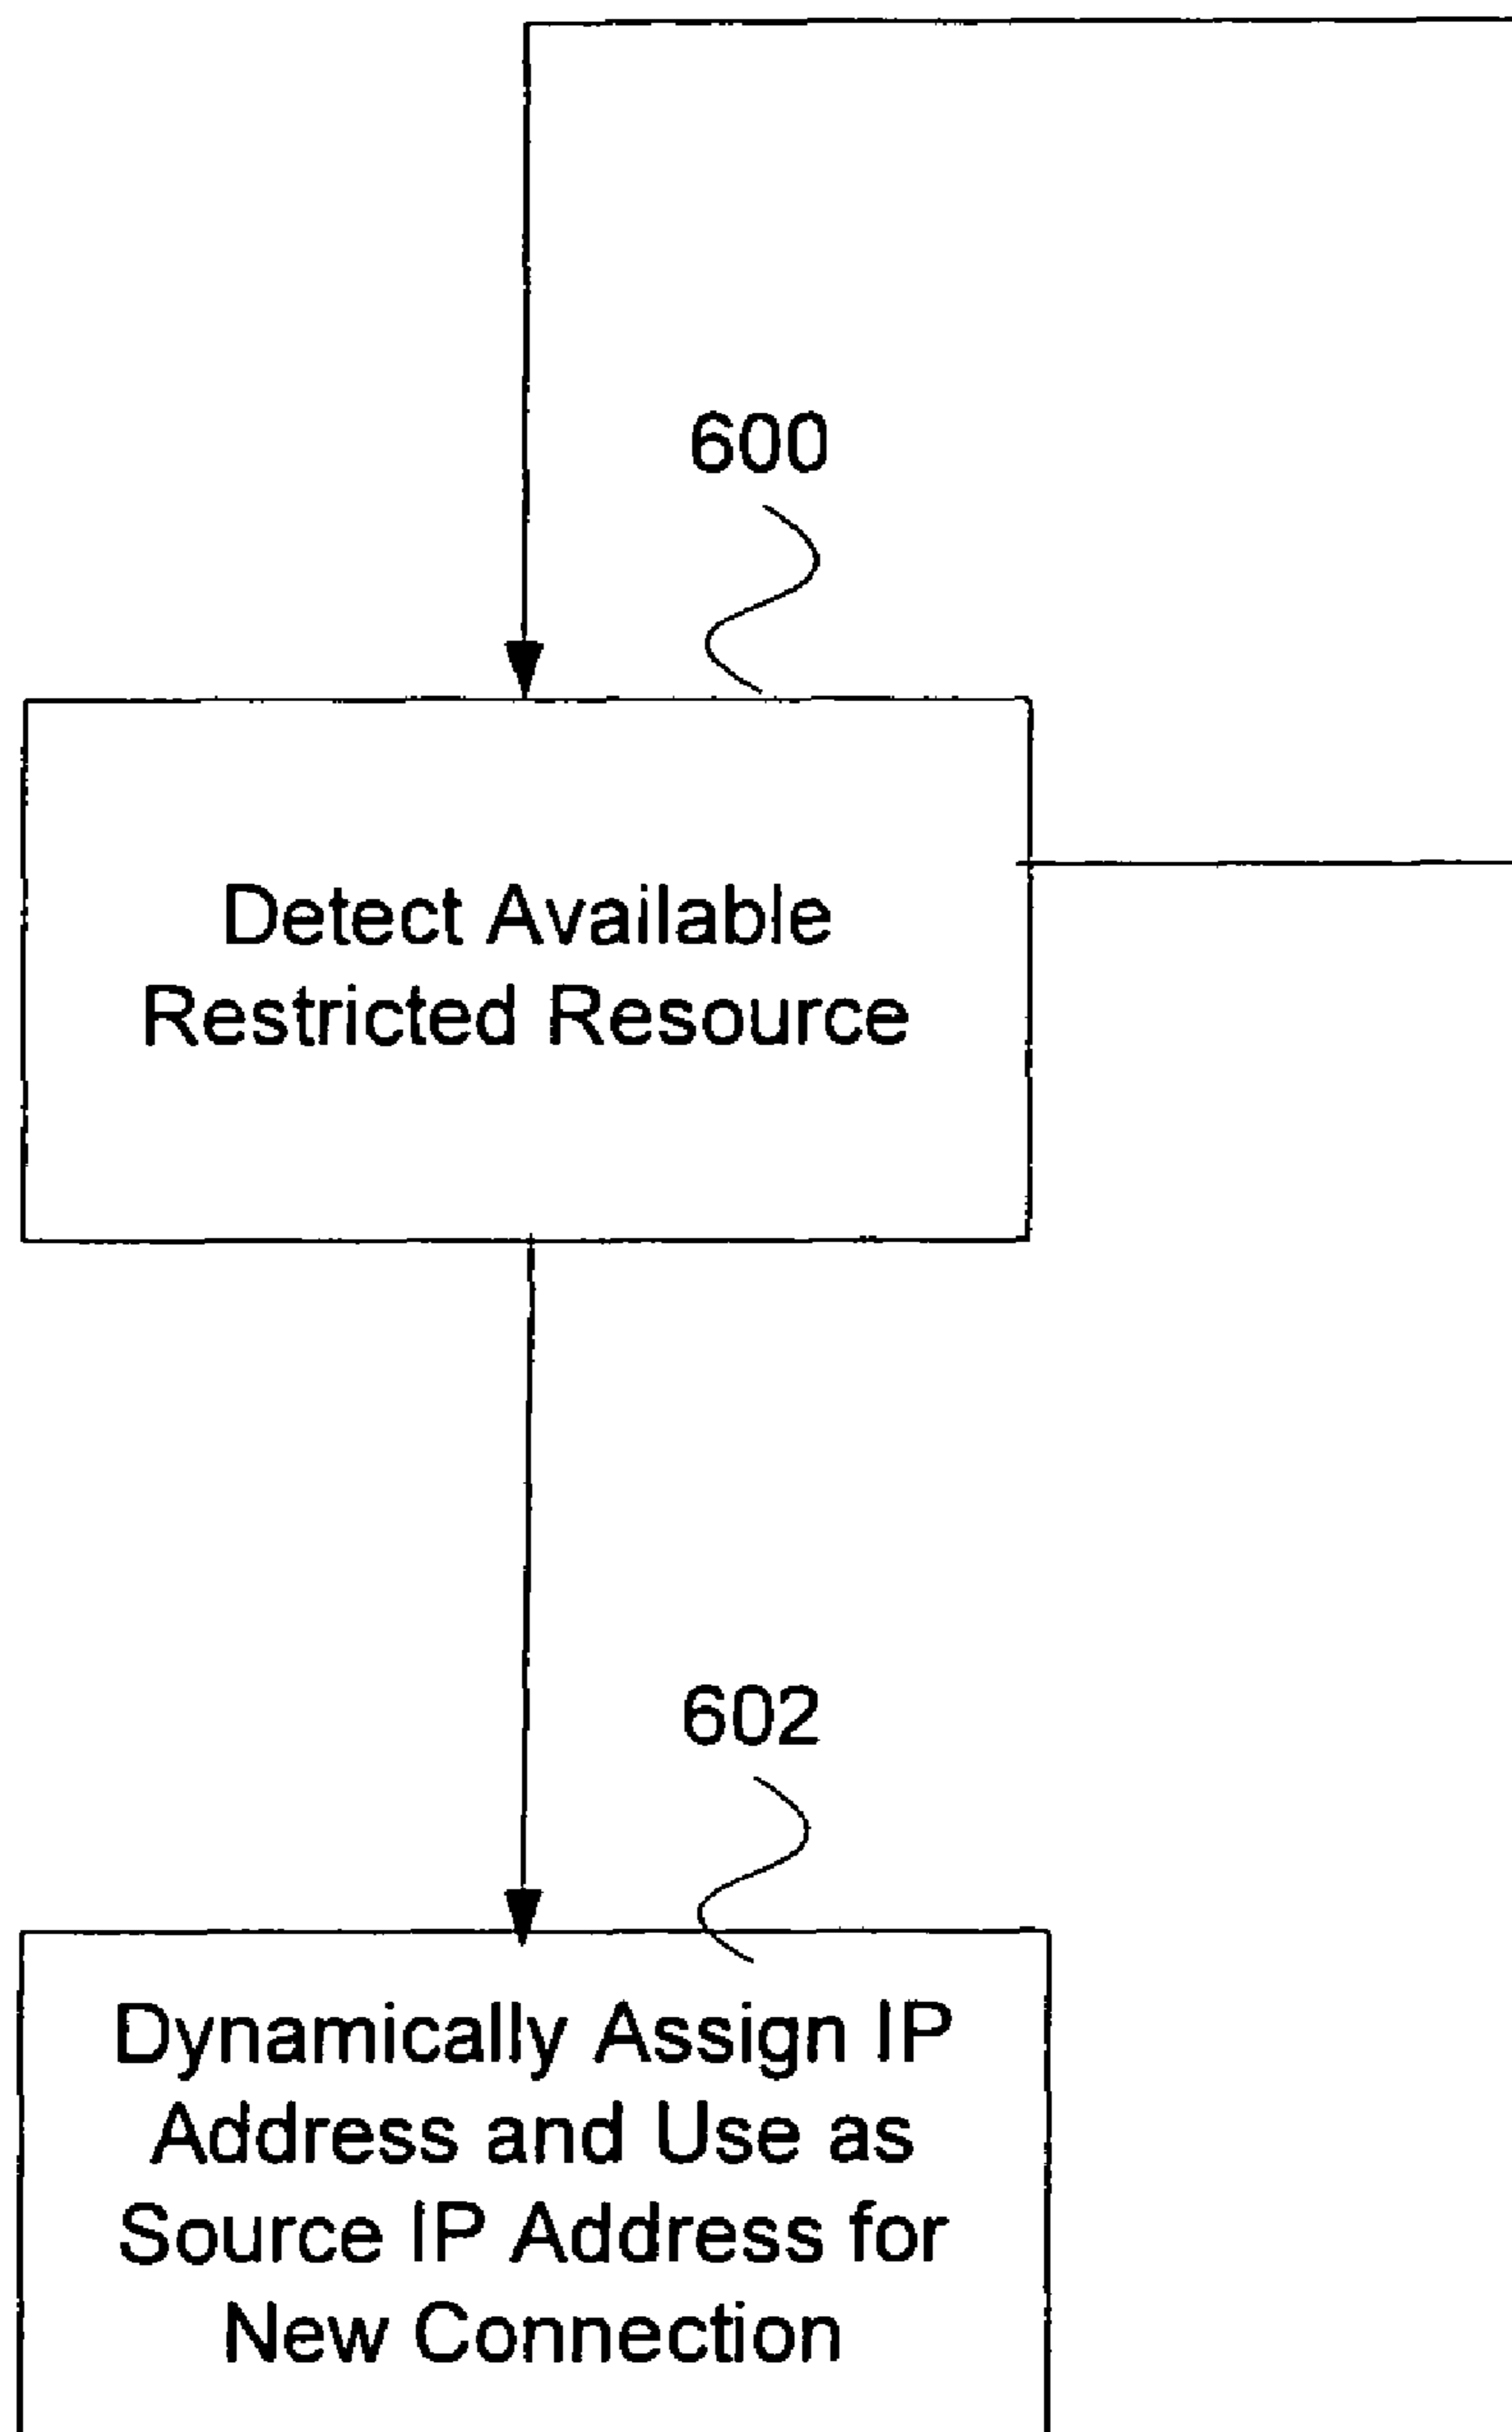 600
Detect Available
Restricted Resource
602
Dynamically Assign IP
Address and Use as
Source IP Address for
New Connection